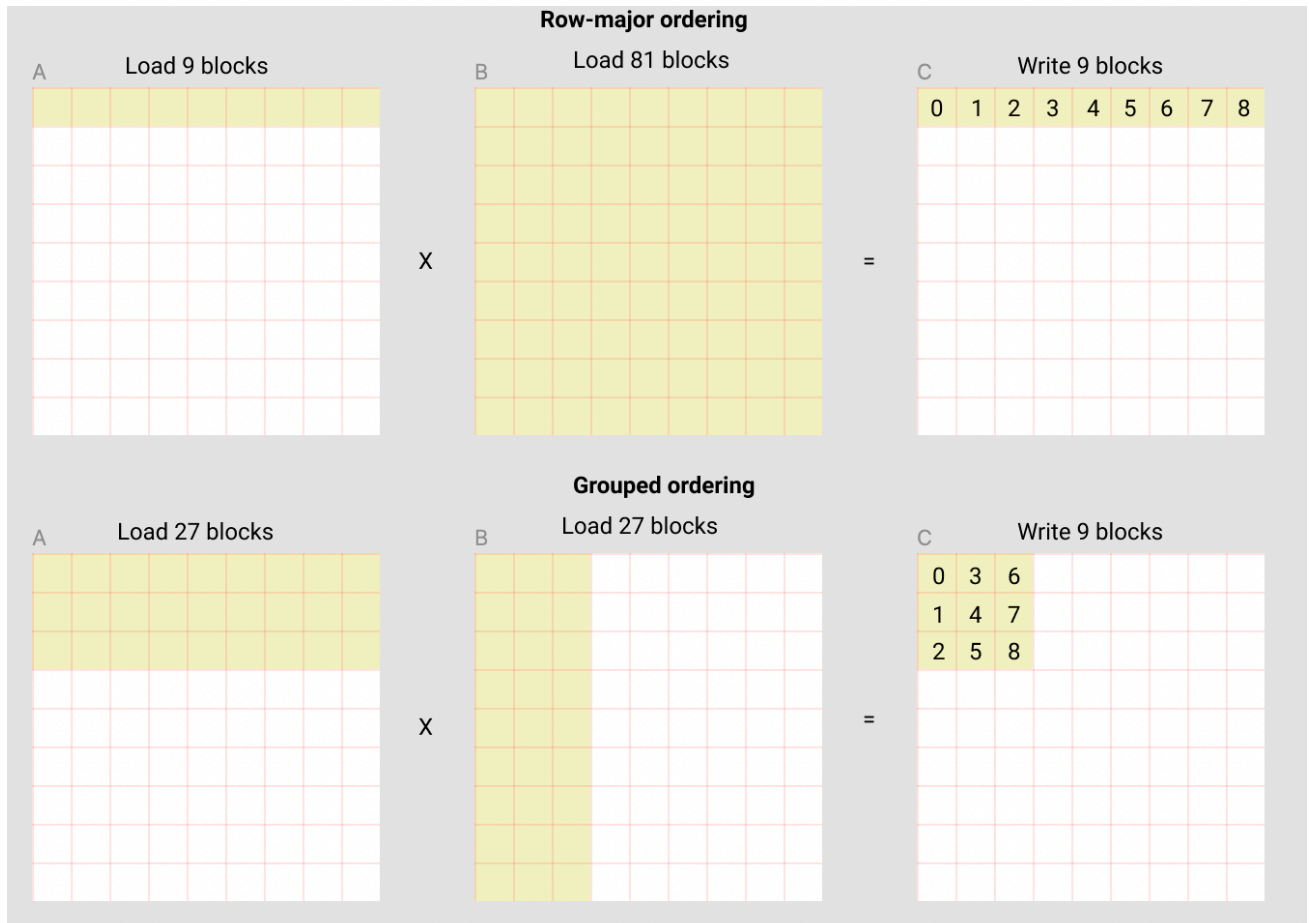 Row-major ordering
A Load 9 blocks
B Load 81 blocks
C Write 9 blocks
0 1 2 3 4 5 6 7 8
X =
Grouped ordering
A Load 27 blocks
B Load 27 blocks
C Write 9 blocks
0 3 6
1 4 7
2 5 8
X =